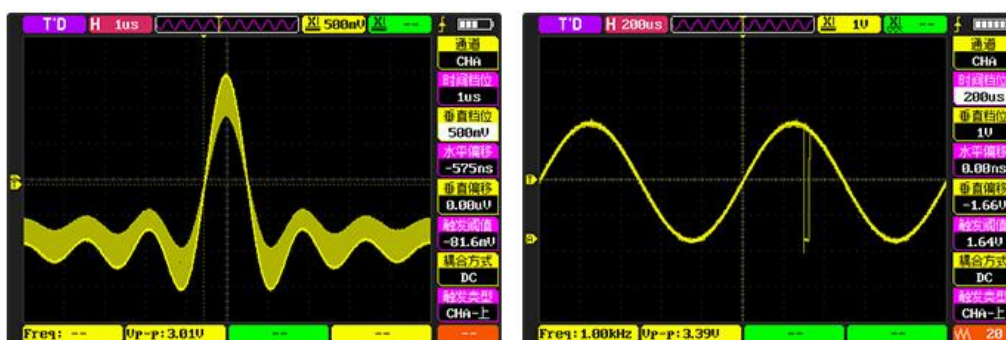 T'D H 1us X1 500mV X1 --
通道
CHA
时间档位
1us
垂直档位
500mV
水平偏移
-575ns
垂直偏移
0.00uV
触发阈值
-81.6mV
耦合方式
DC
触发类型
CHA-上
Freq: -- Vp-p:3.01V -- -- --
T'D H 200us X1 1V --
通道
CHA
时间档位
200us
垂直档位
1V
水平偏移
0.00ns
垂直偏移
-1.66V
触发阈值
1.64V
耦合方式
DC
触发类型
CHA-上
Freq:1.00kHz Vp-p:3.39V -- -- 20